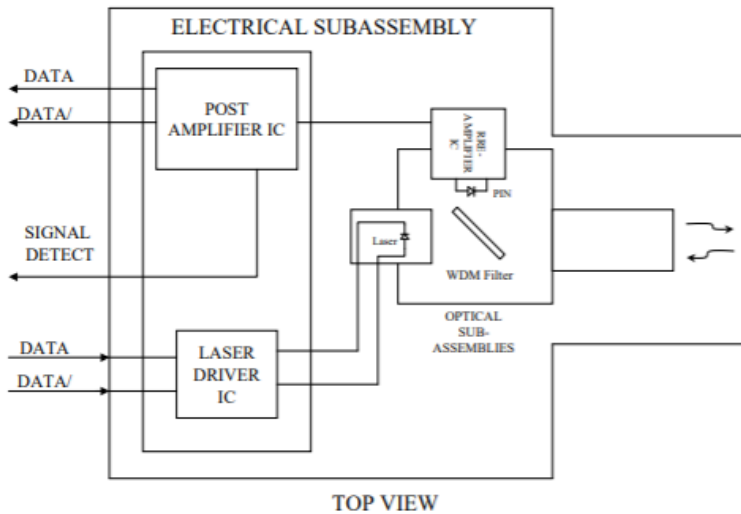 ELECTRICAL SUBASSEMBLY
DATA
DATA/
POST
AMPLIFIER IC
RRE-
AMPLIFIER
IC
PIN
SIGNAL
DETECT
Laser
WDM Filter
OPTICAL
SUB-
ASSEMBLIES
DATA
DATA/
LASER
DRIVER
IC
TOP VIEW